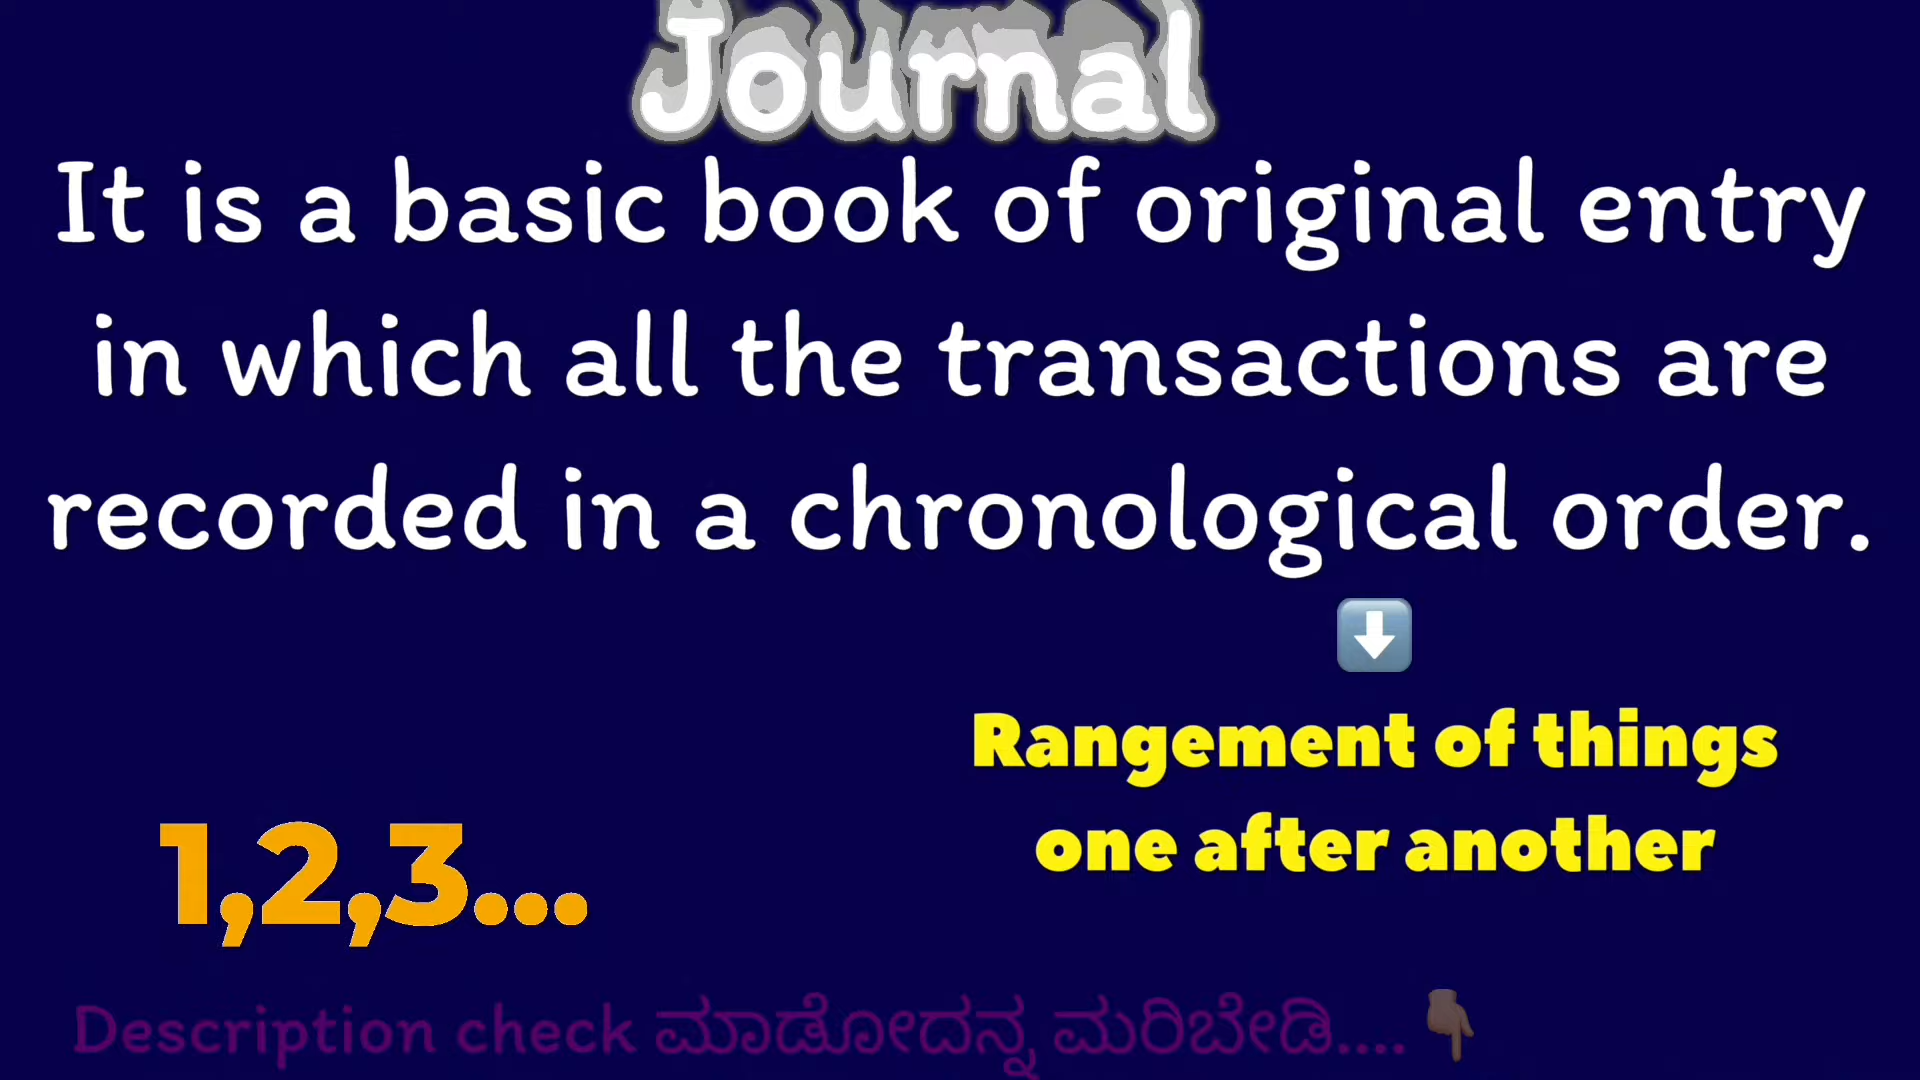 Journal
It is a basic book of original entry
in which all the transactions are
recorded in a chronological order.
Rangement of things
one after another
1,2,3...
Description check ಮಾಡೋದನ್ನ ಮರಿಬೇಡಿ....